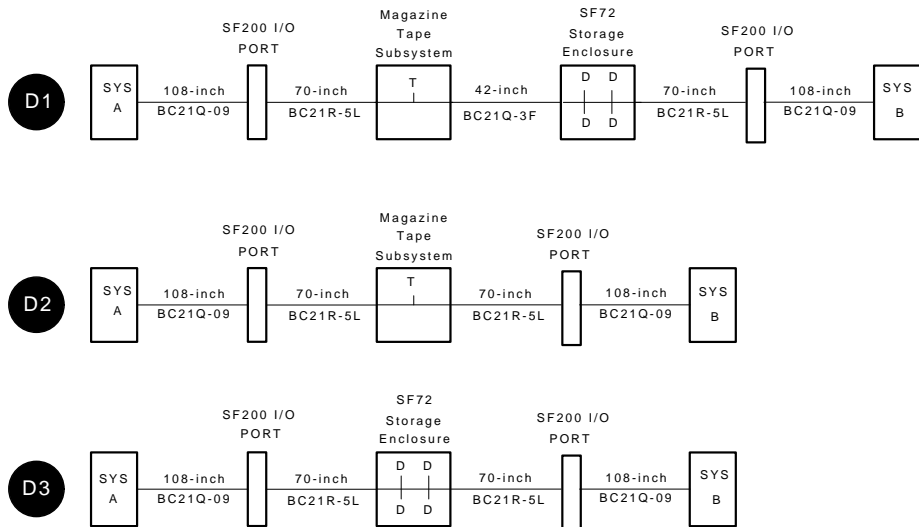 Magazine
Tape
Subsystem
SF72
Storage
Enclosure
SF200 I/O
PORT
SF200 I/O
PORT
D1
SYS
A
108-inch
BC21Q-09
70-inch
BC21R-5L
T
42-inch
BC21Q-3F
D D
D D
70-inch
BC21R-5L
108-inch
BC21Q-09
SYS
B
Magazine
Tape
Subsystem
SF200 I/O
PORT
SF200 I/O
PORT
D2
SYS
A
108-inch
BC21Q-09
70-inch
BC21R-5L
T
70-inch
BC21R-5L
108-inch
BC21Q-09
SYS
B
SF72
Storage
Enclosure
SF200 I/O
PORT
SF200 I/O
PORT
D3
SYS
A
108-inch
BC21Q-09
70-inch
BC21R-5L
D D
D D
70-inch
BC21R-5L
108-inch
BC21Q-09
SYS
B